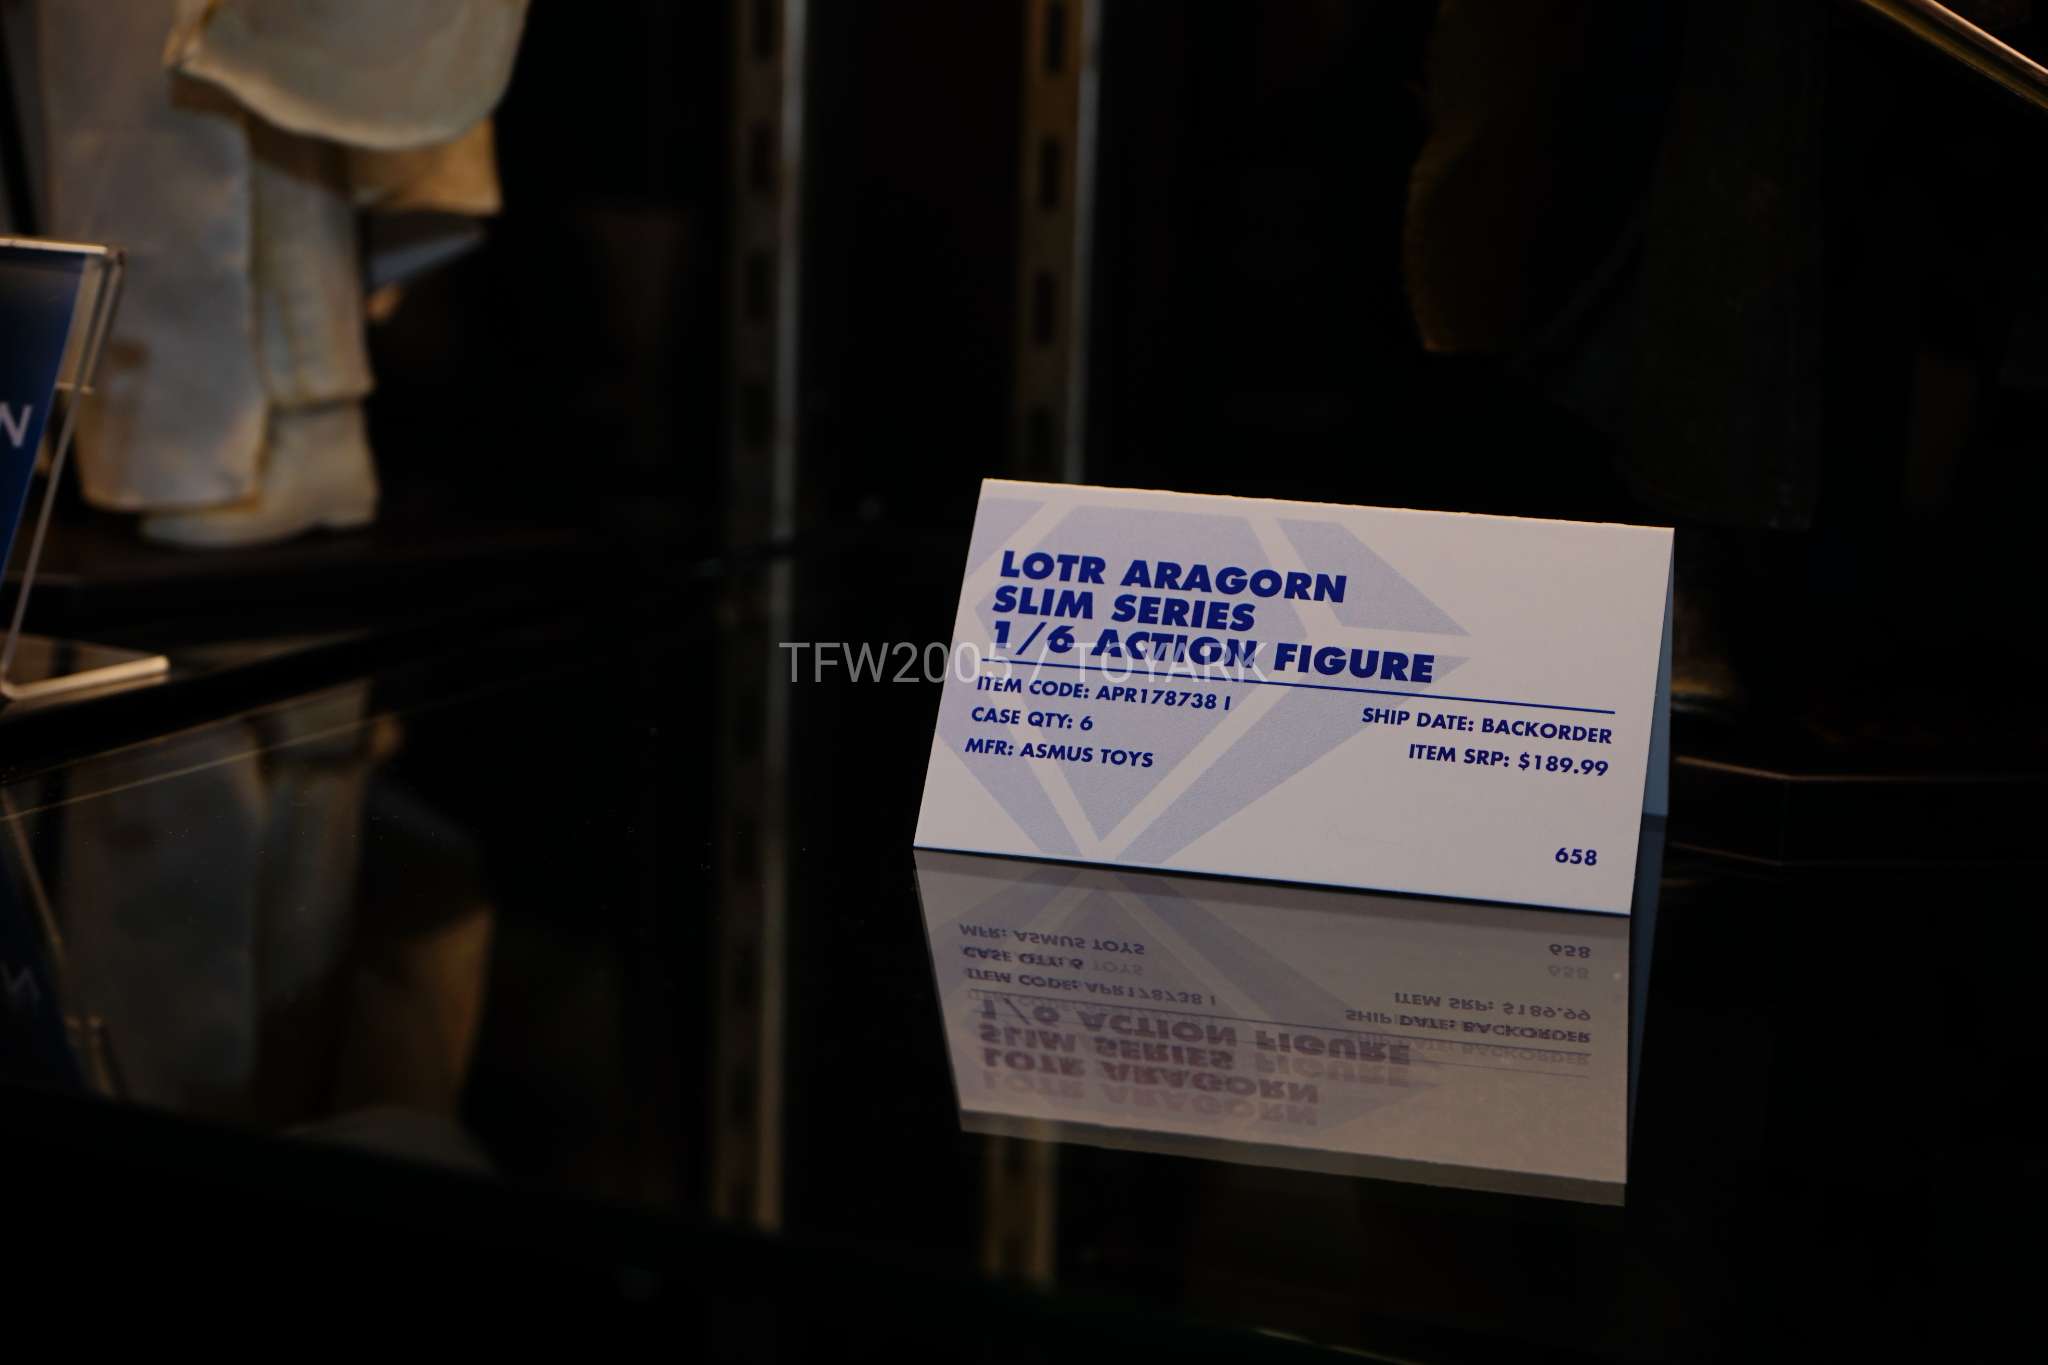 N
LOTR ARAGORN
SLIM SERIES
1/6 ACTION FIGURE
TFW2005 / TOYARK
ITEM CODE: APR178738 I
CASE QTY: 6
MFR: ASMUS TOYS
SHIP DATE: BACKORDER
ITEM SRP: $189.99
658